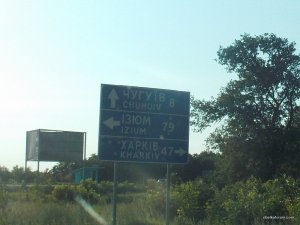 ЧУГУЇВ 8
CHUHUIV
ІЗЮМ 79
IZIUM
ХАРКІВ 47
KHARKIV